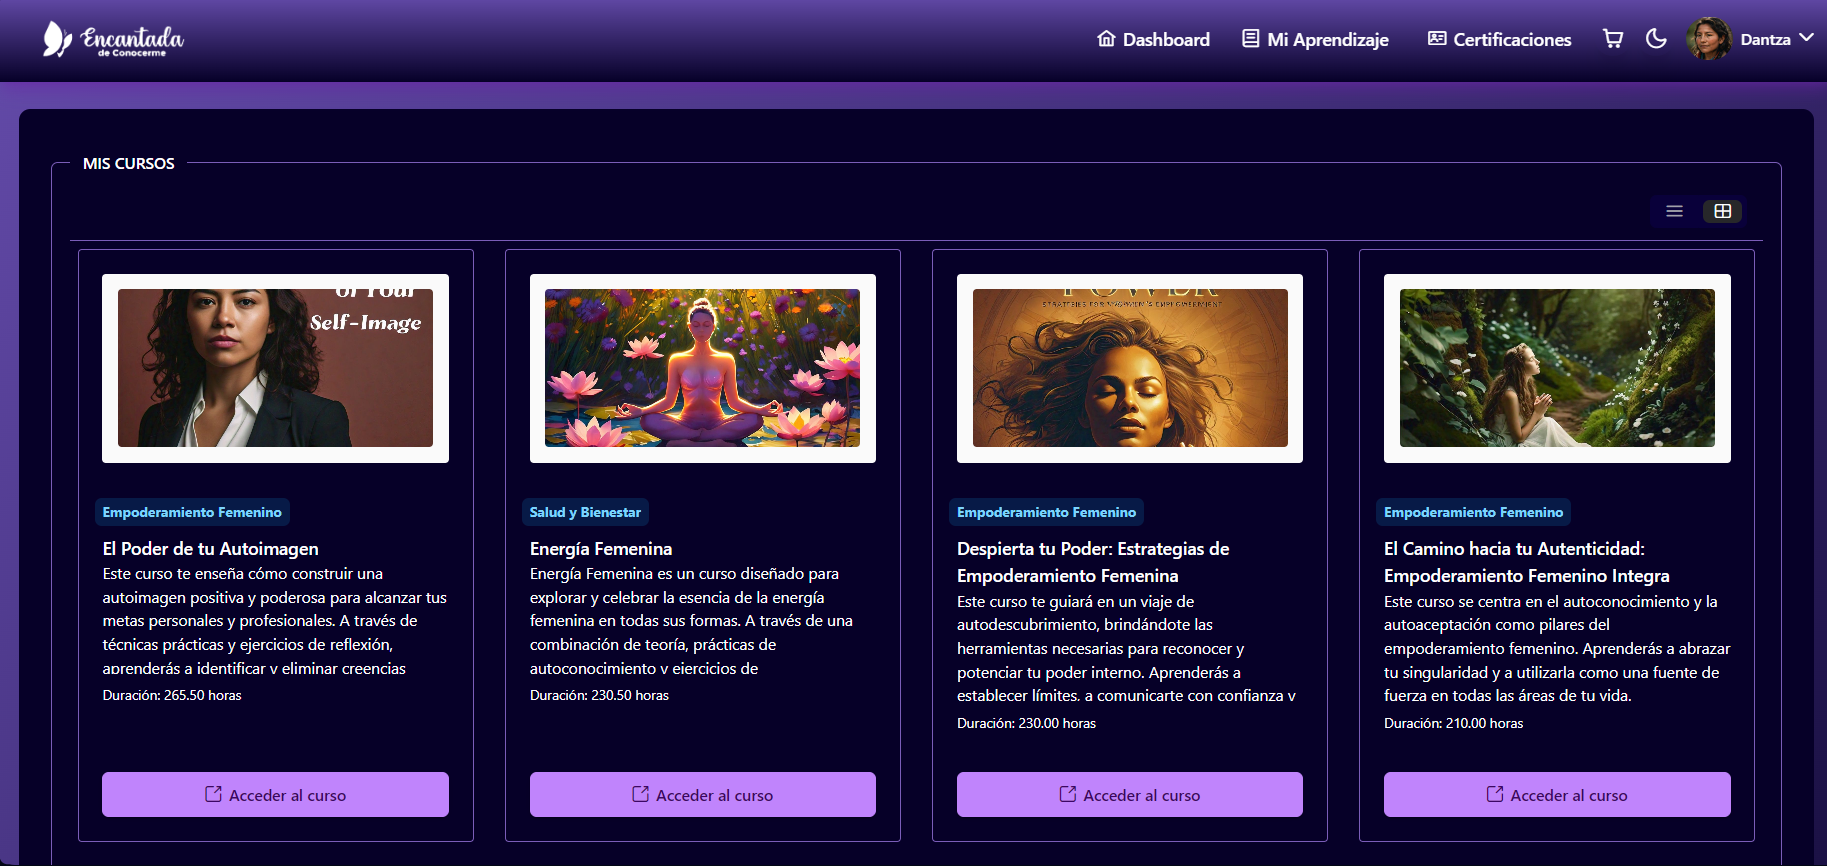 Encantada
de Conocerme
Dashboard
Mi Aprendizaje
Certificaciones
Dantza
MIS CURSOS
of Your
Self-Image
Empoderamiento Femenino
El Poder de tu Autoimagen
Este curso te enseña cómo construir una
autoimagen positiva y poderosa para alcanzar tus
metas personales y profesionales. A través de
técnicas prácticas y ejercicios de reflexión,
aprenderás a identificar y eliminar creencias
Duración: 265.50 horas
Acceder al curso
Salud y Bienestar
Energía Femenina
Energía Femenina es un curso diseñado para
explorar y celebrar la esencia de la energía
femenina en todas sus formas. A través de una
combinación de teoría, prácticas de
autoconocimiento y ejercicios de
Duración: 230.50 horas
Acceder al curso
POWER
STRATEGIES FOR WOMEN'S EMPOWERMENT
Empoderamiento Femenino
Despierta tu Poder: Estrategias de
Empoderamiento Femenina
Este curso te guiará en un viaje de
autodescubrimiento, brindándote las
herramientas necesarias para reconocer y
potenciar tu poder interno. Aprenderás a
establecer límites, a comunicarte con confianza y
Duración: 230.00 horas
Acceder al curso
Empoderamiento Femenino
El Camino hacia tu Autenticidad:
Empoderamiento Femenino Integra
Este curso se centra en el autoconocimiento y la
autoaceptación como pilares del
empoderamiento femenino. Aprenderás a abrazar
tu singularidad y a utilizarla como una fuente de
fuerza en todas las áreas de tu vida.
Duración: 210.00 horas
Acceder al curso